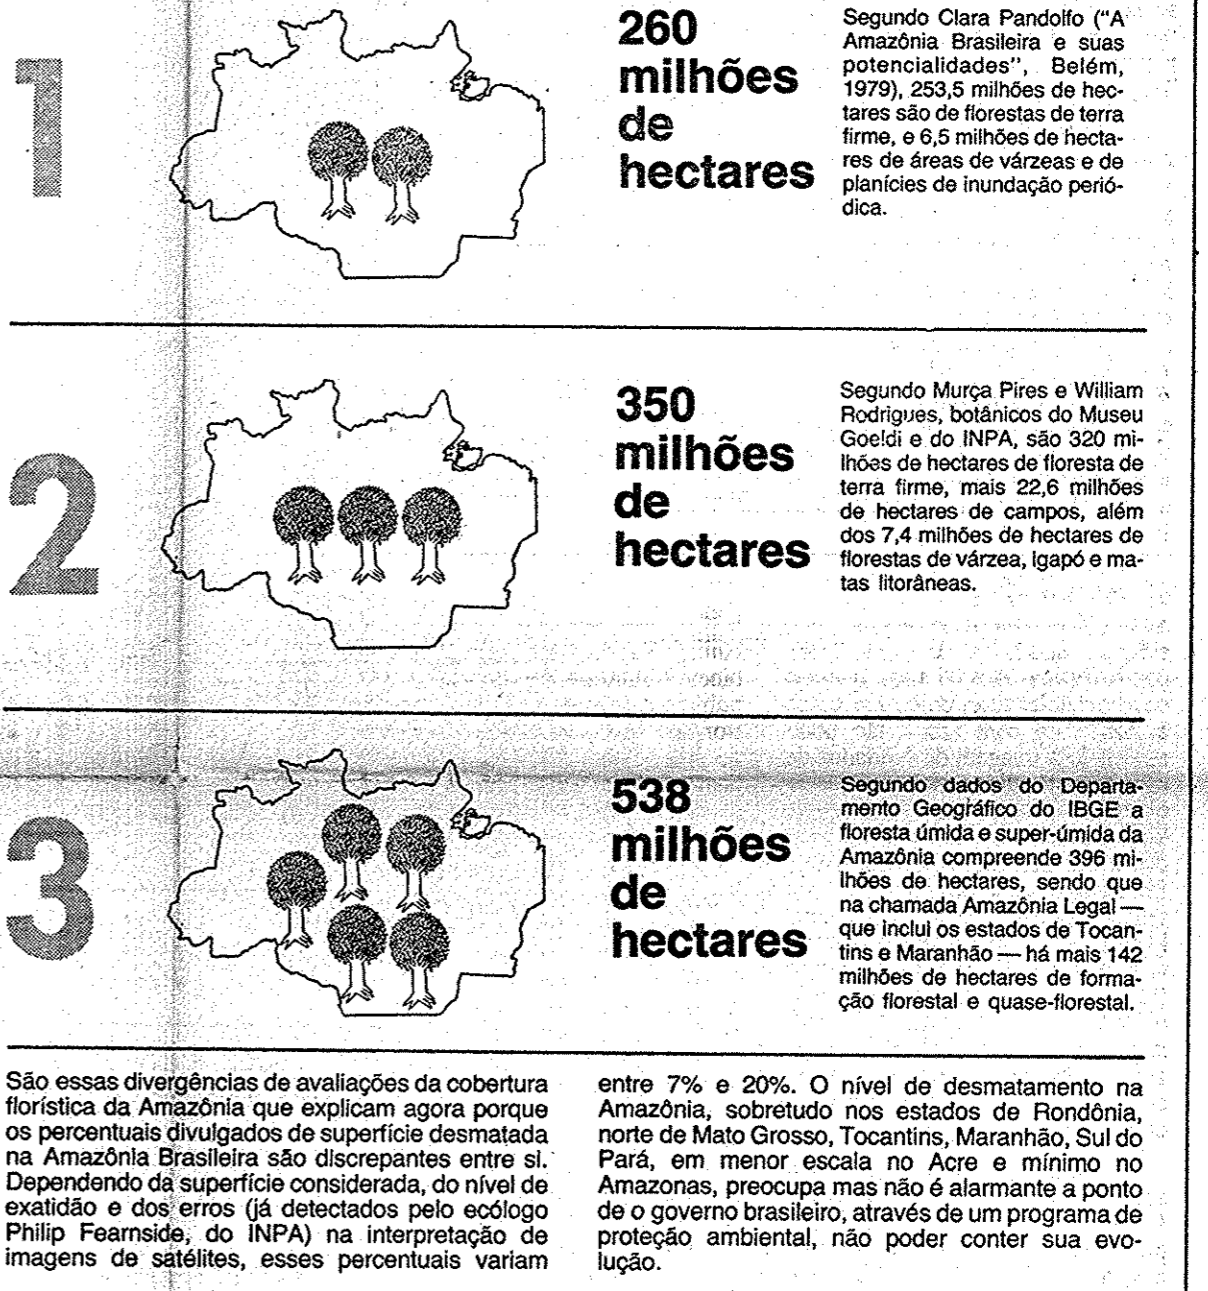 1
260
milhões
de
hectares
Segundo Clara Pandolfo (“A
Amazônia Brasileira e suas
potencialidades”, Belém,
1979), 253,5 milhões de hec-
tares são de florestas de terra
firme, e 6,5 milhões de hecta-
res de áreas de várzeas e de
planícies de inundação perió-
dica.
2
350
milhões
de
hectares
Segundo Murça Pires e William
Rodrigues, botânicos do Museu
Goeldi e do INPA, são 320 mi-
lhões de hectares de floresta de
terra firme, mais 22,6 milhões
de hectares de campos, além
dos 7,4 milhões de hectares de
florestas de várzea, igapó e ma-
tas litorâneas.
3
538
milhões
de
hectares
Segundo dados do Departa-
mento Geográfico do IBGE a
floresta úmida e super-úmida da
Amazônia compreende 396 mi-
lhões de hectares, sendo que
na chamada Amazônia Legal —
que inclui os estados de Tocan-
tins e Maranhão — há mais 142
milhões de hectares de forma-
ção florestal e quase-florestal.
São essas divergências de avaliações da cobertura
florística da Amazônia que explicam agora porque
os percentuais divulgados de superfície desmatada
na Amazônia Brasileira são discrepantes entre si.
Dependendo da superfície considerada, do nível de
exatidão e dos erros (já detectados pelo ecólogo
Philip Fearnside, do INPA) na interpretação de
imagens de satélites, esses percentuais variam
entre 7% e 20%. O nível de desmatamento na
Amazônia, sobretudo nos estados de Rondônia,
norte de Mato Grosso, Tocantins, Maranhão, Sul do
Pará, em menor escala no Acre e mínimo no
Amazonas, preocupa mas não é alarmante a ponto
de o governo brasileiro, através de um programa de
proteção ambiental, não poder conter sua evo-
lução.